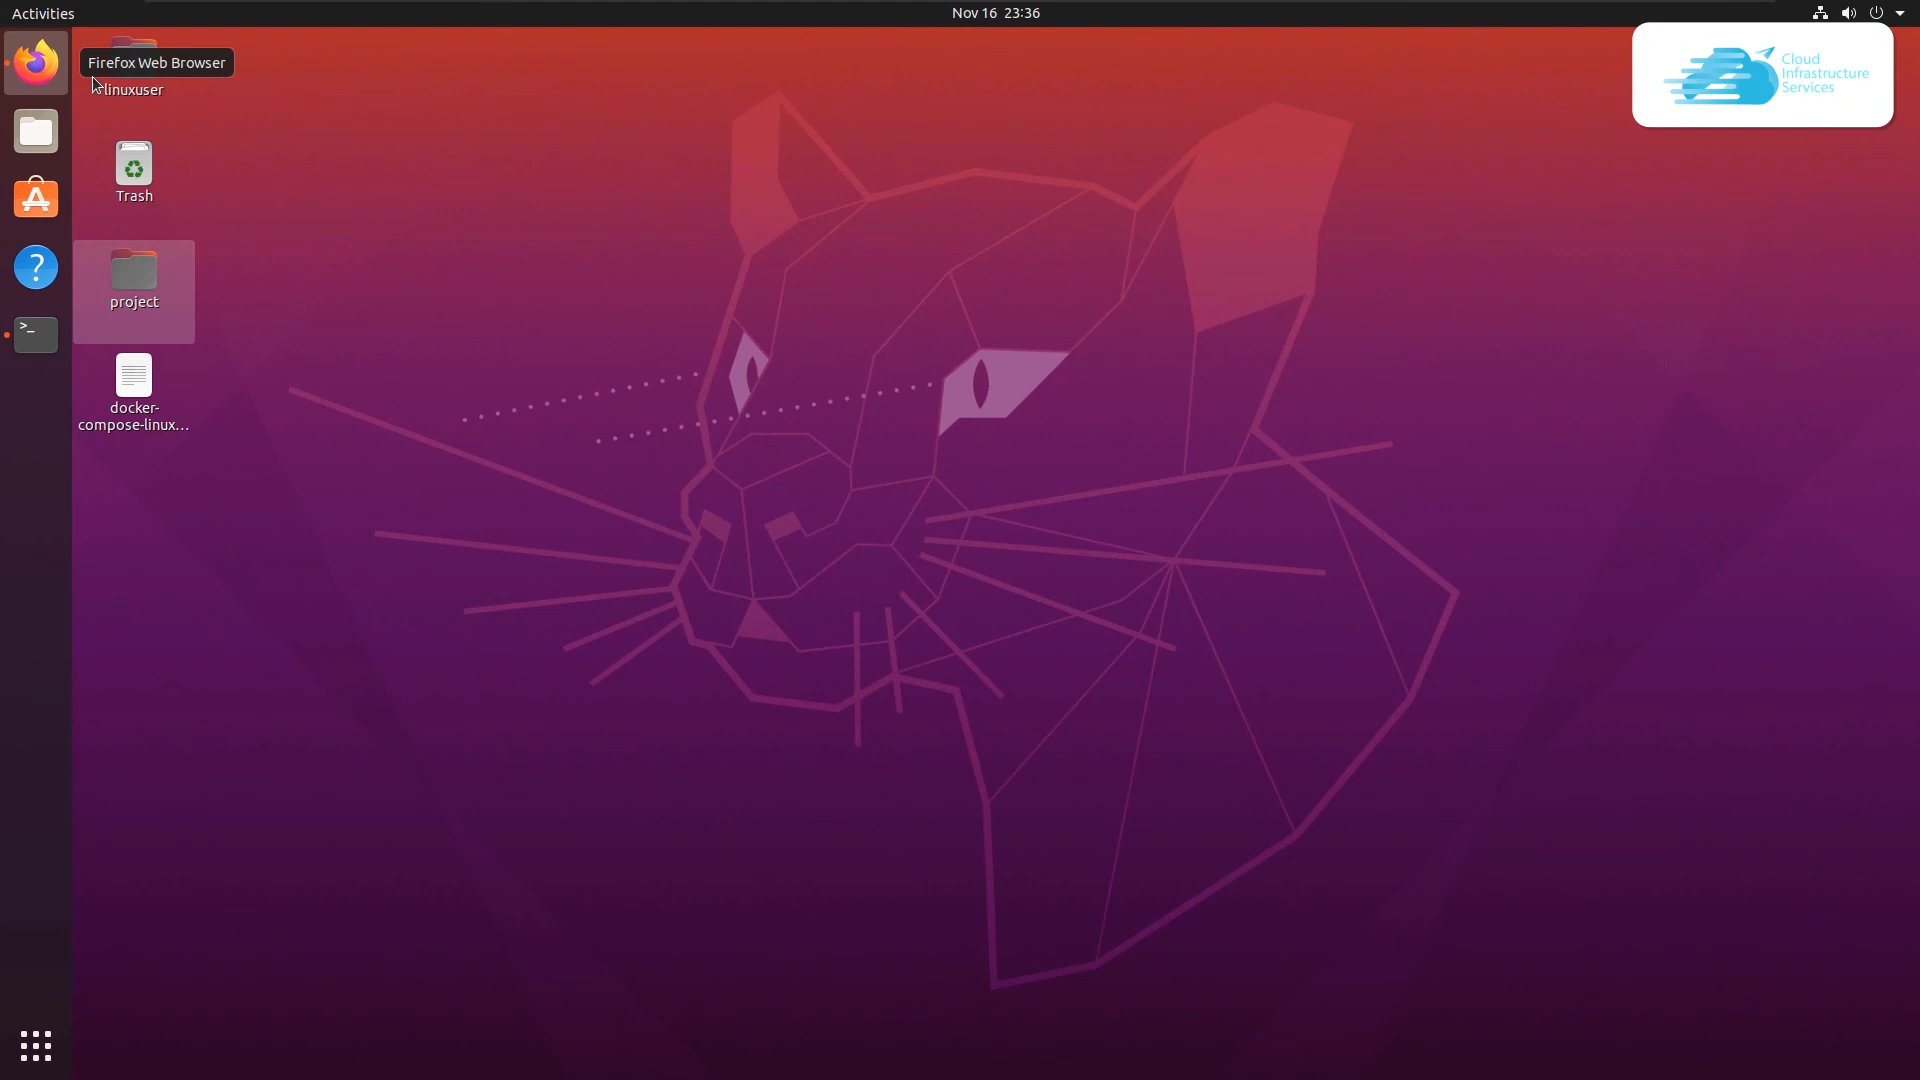 Activities
Nov 16 23:36
Firefox Web Browser
linuxuser
Cloud
Infrastructure
Services
Trash
project
docker-
compose-linux...